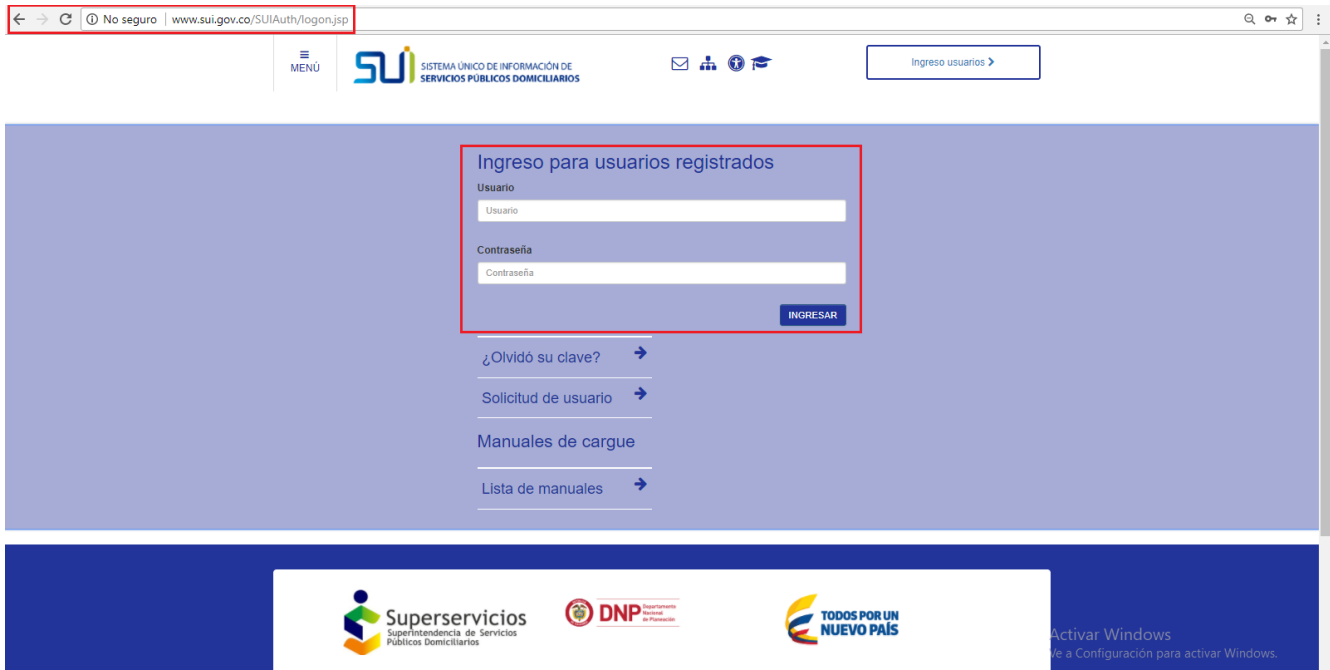 No seguro | www.sui.gov.co/SUIAuth/logon.jsp
MENÚ
sui SISTEMA ÚNICO DE INFORMACIÓN DE
SERVICIOS PÚBLICOS DOMICILIARIOS
Ingreso usuarios
Ingreso para usuarios registrados
Usuario
Usuario
Contraseña
Contraseña
INGRESAR
¿Olvidó su clave?
Solicitud de usuario
Manuales de cargue
Lista de manuales
Superservicios
Superintendencia de Servicios
Públicos Domiciliarios
DNP Departamento
Nacional
de Planeación
TODOS POR UN
NUEVO PAÍS
Activar Windows
Ve a Configuración para activar Windows.